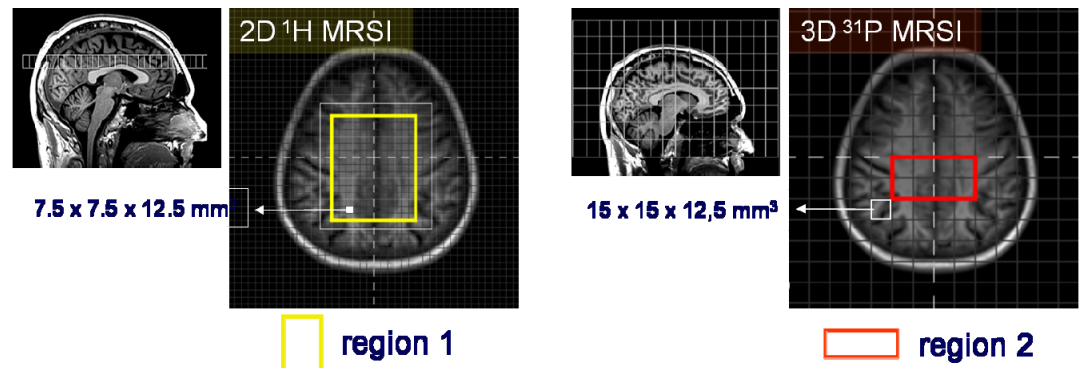 2D ¹H MRSI
3D ³¹P MRSI
7.5 x 7.5 x 12.5 mm³
15 x 15 x 12,5 mm³
region 1
region 2